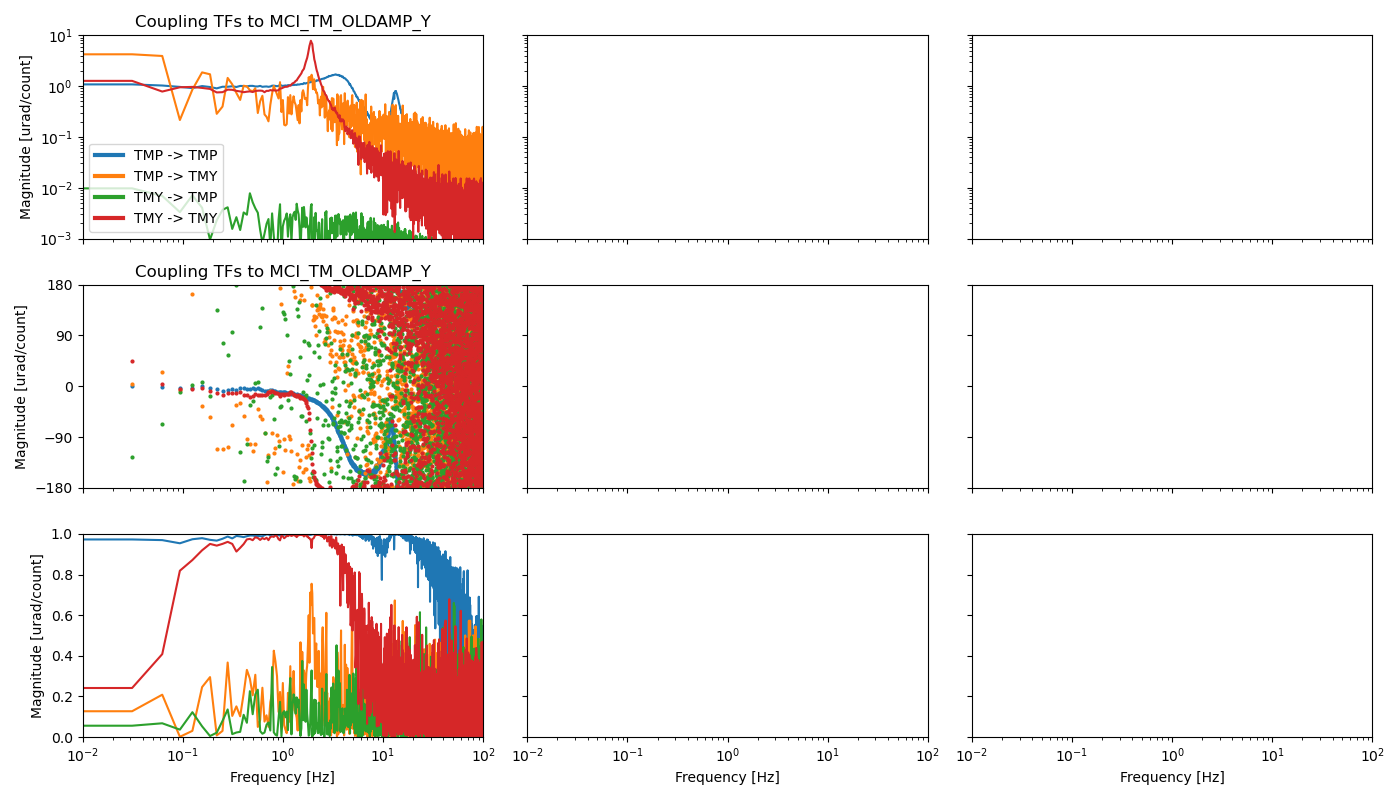 Coupling TFs to MCI_TM_OLDAMP_Y
Magnitude [urad/count]
10^1
10^0
10^-1
10^-2
10^-3
TMP -> TMP
TMP -> TMY
TMY -> TMP
TMY -> TMY
Coupling TFs to MCI_TM_OLDAMP_Y
Magnitude [urad/count]
180
90
0
−90
−180
Magnitude [urad/count]
1.0
0.8
0.6
0.4
0.2
0.0
10^-2 10^-1 10^0 10^1 10^2
Frequency [Hz]
10^-2 10^-1 10^0 10^1 10^2
Frequency [Hz]
10^-2 10^-1 10^0 10^1 10^2
Frequency [Hz]